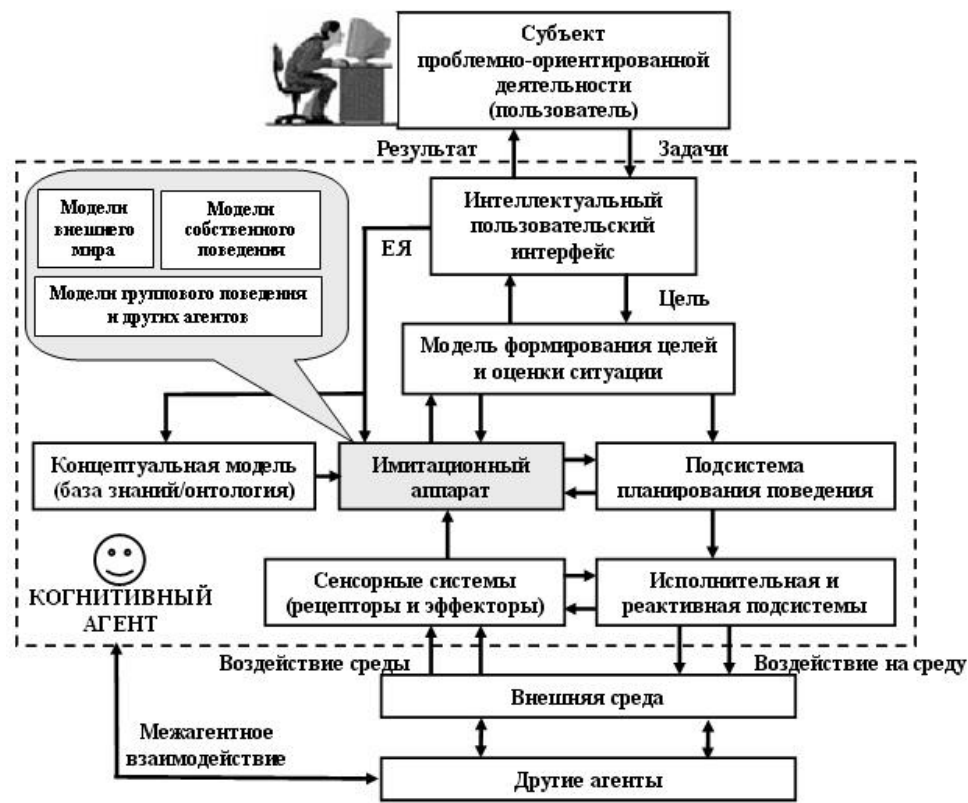 Субъект
проблемно-ориентированной
деятельности
(пользователь)
Результат
Задачи
Модели
внешнего
мира
Модели
собственного
поведения
Модели группового поведения
и других агентов
Интеллектуальный
пользовательский
интерфейс
ЕЯ
Цель
Модель формирования целей
и оценки ситуации
Концептуальная модель
(база знаний/онтология)
Имитационный
аппарат
Подсистема
планирования поведения
КОГНИТИВНЫЙ
АГЕНТ
Сенсорные системы
(рецепторы и эффекторы)
Исполнительная и
реактивная подсистемы
Воздействие среды
Воздействие на среду
Внешняя среда
Межагентное
взаимодействие
Другие агенты